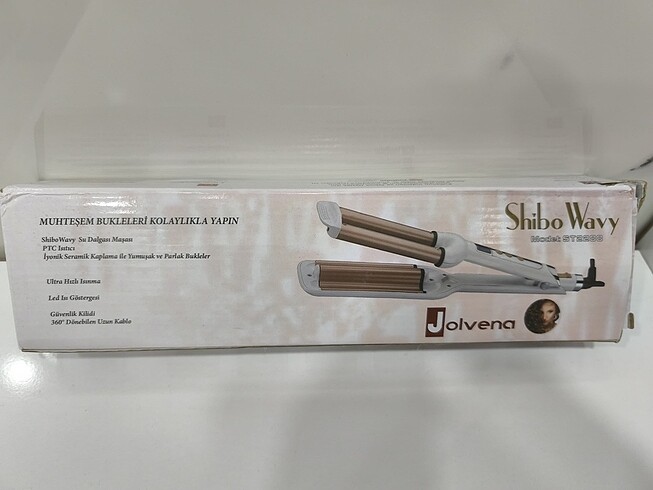 MUHTEŞEM BUKLELERİ KOLAYLIKLA YAPIN
ShiboWavy Su Dalgası Maşası
PTC Isıtıcı
İyonik Seramik Kaplama ile Yumuşak ve Parlak Bukleler
Ultra Hızlı Isınma
Led Isı Göstergesi
Güvenlik Kilidi
360° Dönebilen Uzun Kablo
Shibo Wavy
Model:
Jolvena